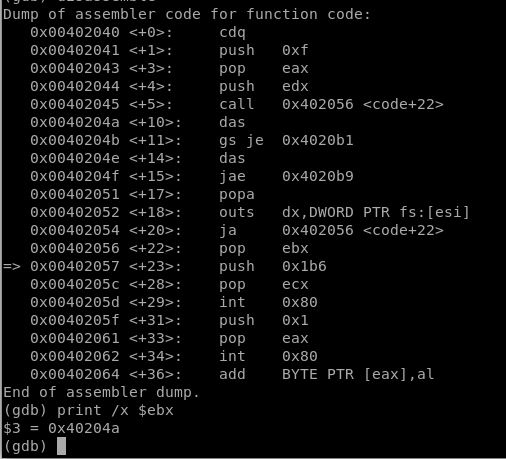 Dump of assembler code for function code:
   0x00402040 <+0>:     cdq
   0x00402041 <+1>:     push   0xf
   0x00402043 <+3>:     pop    eax
   0x00402044 <+4>:     push   edx
   0x00402045 <+5>:     call   0x402056 <code+22>
   0x0040204a <+10>:    das
   0x0040204b <+11>:    gs je  0x4020b1
   0x0040204e <+14>:    das
   0x0040204f <+15>:    jae    0x4020b9
   0x00402051 <+17>:    popa
   0x00402052 <+18>:    outs   dx,DWORD PTR fs:[esi]
   0x00402054 <+20>:    ja     0x402056 <code+22>
   0x00402056 <+22>:    pop    ebx
=> 0x00402057 <+23>:    push   0x1b6
   0x0040205c <+28>:    pop    ecx
   0x0040205d <+29>:    int    0x80
   0x0040205f <+31>:    push   0x1
   0x00402061 <+33>:    pop    eax
   0x00402062 <+34>:    int    0x80
   0x00402064 <+36>:    add    BYTE PTR [eax],al
End of assembler dump.
(gdb) print /x $ebx
$3 = 0x40204a
(gdb)